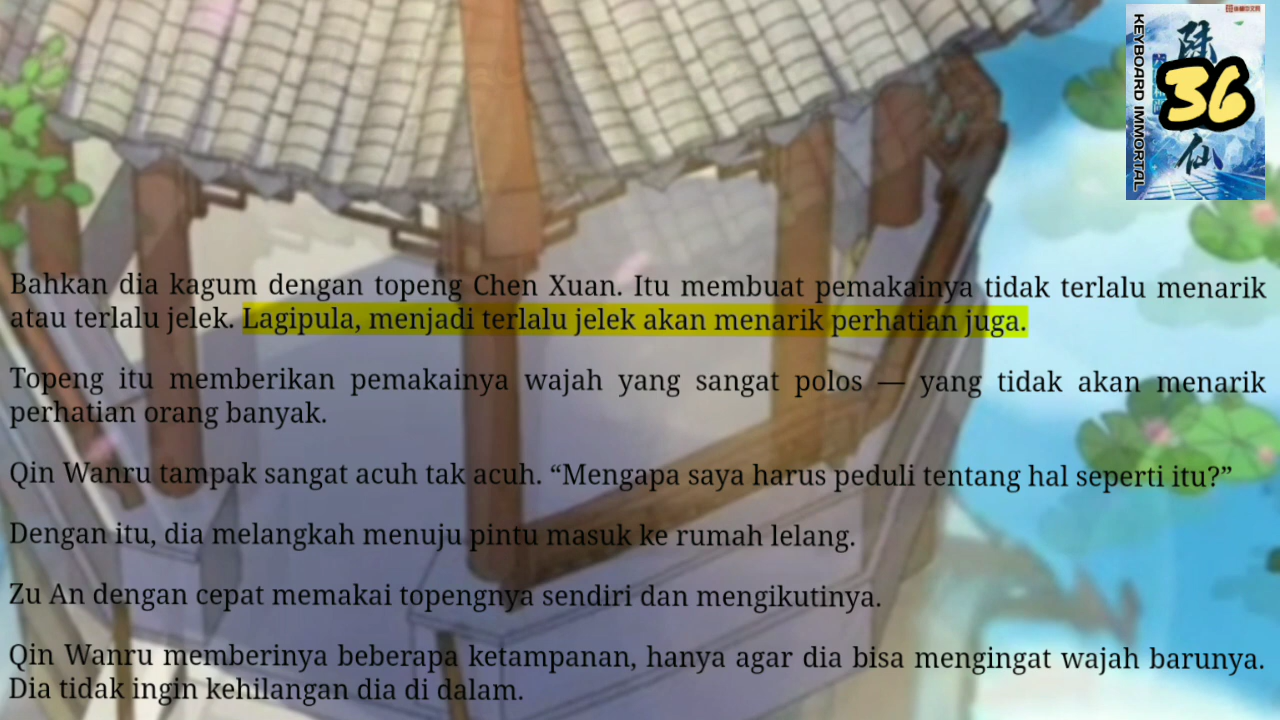 KEYBOARD IMMORTAL
陆
36
仙
Bahkan dia kagum dengan topeng Chen Xuan. Itu membuat pemakainya tidak terlalu menarik
atau terlalu jelek. Lagipula, menjadi terlalu jelek akan menarik perhatian juga.
Topeng itu memberikan pemakainya wajah yang sangat polos — yang tidak akan menarik
perhatian orang banyak.
Qin Wanru tampak sangat acuh tak acuh. “Mengapa saya harus peduli tentang hal seperti itu?”
Dengan itu, dia melangkah menuju pintu masuk ke rumah lelang.
Zu An dengan cepat memakai topengnya sendiri dan mengikutinya.
Qin Wanru memberinya beberapa ketampanan, hanya agar dia bisa mengingat wajah barunya.
Dia tidak ingin kehilangan dia di dalam.